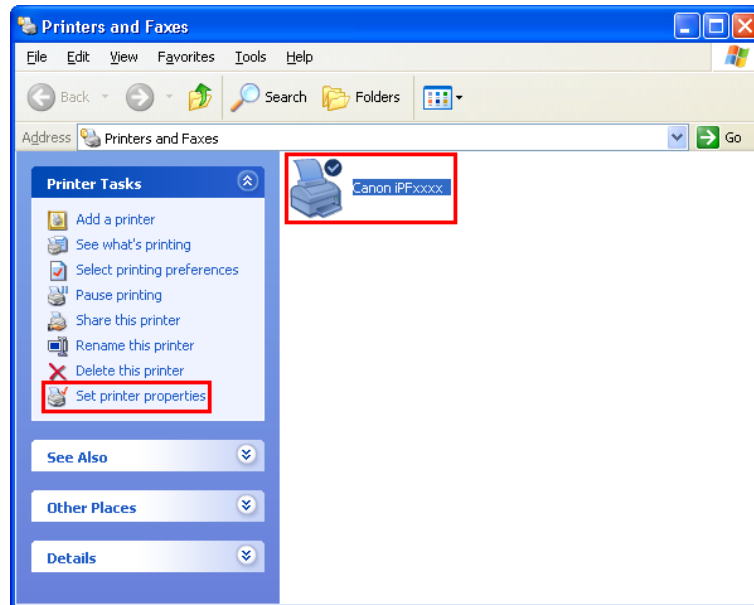 Printers and Faxes
File Edit View Favorites Tools Help
Back Search Folders
Address Printers and Faxes Go
Printer Tasks
Canon iPFxxxx
Add a printer
See what's printing
Select printing preferences
Pause printing
Share this printer
Rename this printer
Delete this printer
Set printer properties
See Also
Other Places
Details